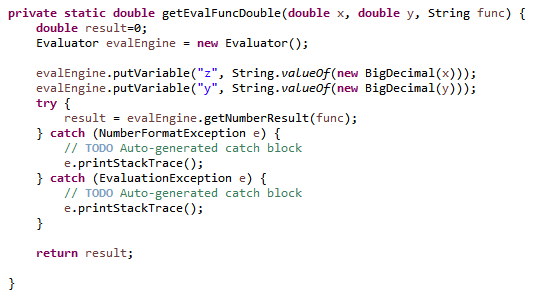 private static double getEvalFuncDouble(double x, double y, String func) {
    double result=0;
    Evaluator evalEngine = new Evaluator();

    evalEngine.putVariable("z", String.valueOf(new BigDecimal(x)));
    evalEngine.putVariable("y", String.valueOf(new BigDecimal(y)));
    try {
        result = evalEngine.getNumberResult(func);
    } catch (NumberFormatException e) {
        // TODO Auto-generated catch block
        e.printStackTrace();
    } catch (EvaluationException e) {
        // TODO Auto-generated catch block
        e.printStackTrace();
    }

    return result;

}